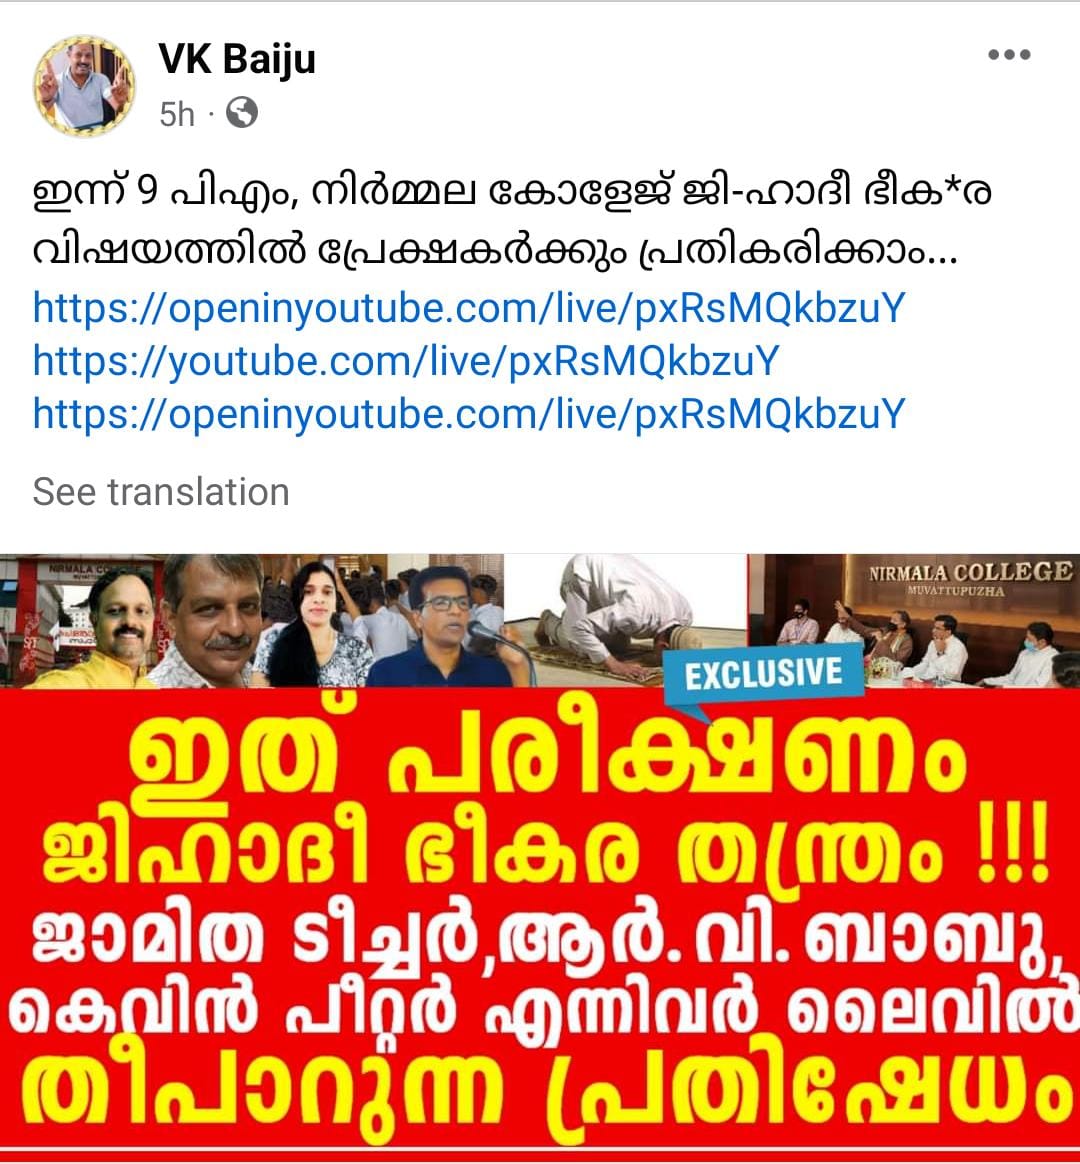 VK Baiju
5h ·
ഇന്ന് 9 പിഎം, നിർമ്മല കോളേജ് ജി-ഹാദീ ഭീക*ര
വിഷയത്തിൽ പ്രേക്ഷകർക്കും പ്രതികരിക്കാം...
https://openinyoutube.com/live/pxRsMQkbzuY
https://youtube.com/live/pxRsMQkbzuY
https://openinyoutube.com/live/pxRsMQkbzuY
See translation
NIRMALA COLLEGE
MUVATTUPUZHA
EXCLUSIVE
ഇത് പരീക്ഷണം
ജിഹാദീ ഭീകര തന്ത്രം !!!
ജാമിത ടീച്ചർ,ആർ.വി.ബാബു,
കെവിൻ പീറ്റർ എന്നിവർ ലൈവിൽ
തീപാറുന്ന പ്രതിഷേധം